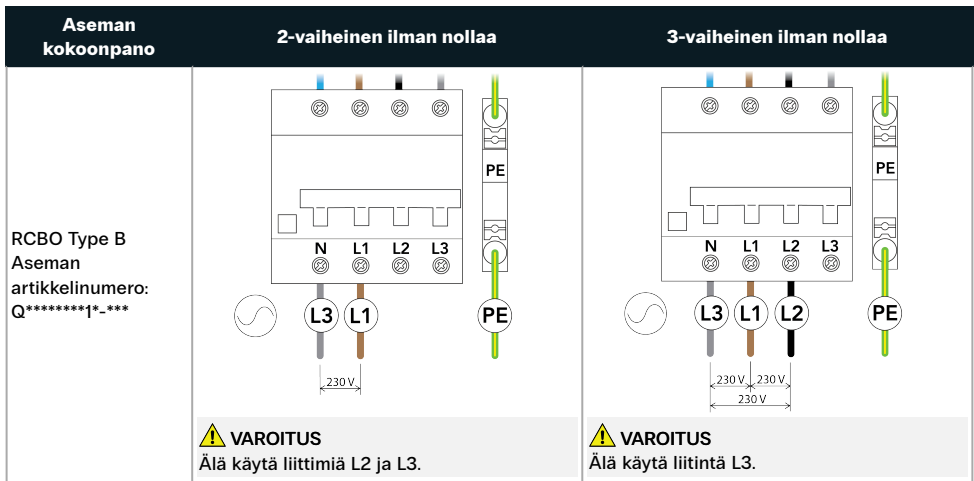 Aseman
kokoonpano
2-vaiheinen ilman nollaa
3-vaiheinen ilman nollaa
RCBO Type B
Aseman
artikkelinumero:
Q********1*-***
PE
N L1 L2 L3
L3 L1 PE
230 V
VAROITUS
Älä käytä liittimiä L2 ja L3.
PE
N L1 L2 L3
L3 L1 L2 PE
230 V 230 V
230 V
VAROITUS
Älä käytä liitintä L3.